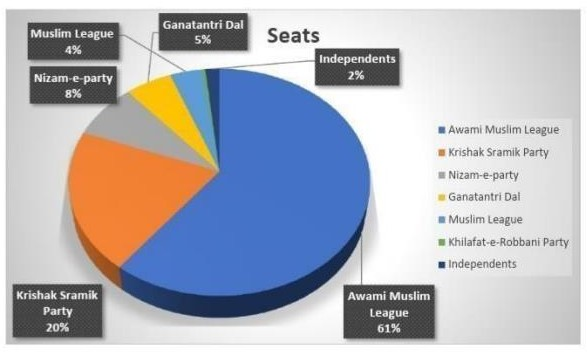 Seats
Muslim League
4%
Ganatantri Dal
5%
Independents
2%
Nizam-e-party
8%
Krishak Sramik
Party
20%
Awami Muslim
League
61%
Awami Muslim League
Krishak Sramik Party
Nizam-e-party
Ganatantri Dal
Muslim League
Khilafat-e-Robbani Party
Independents